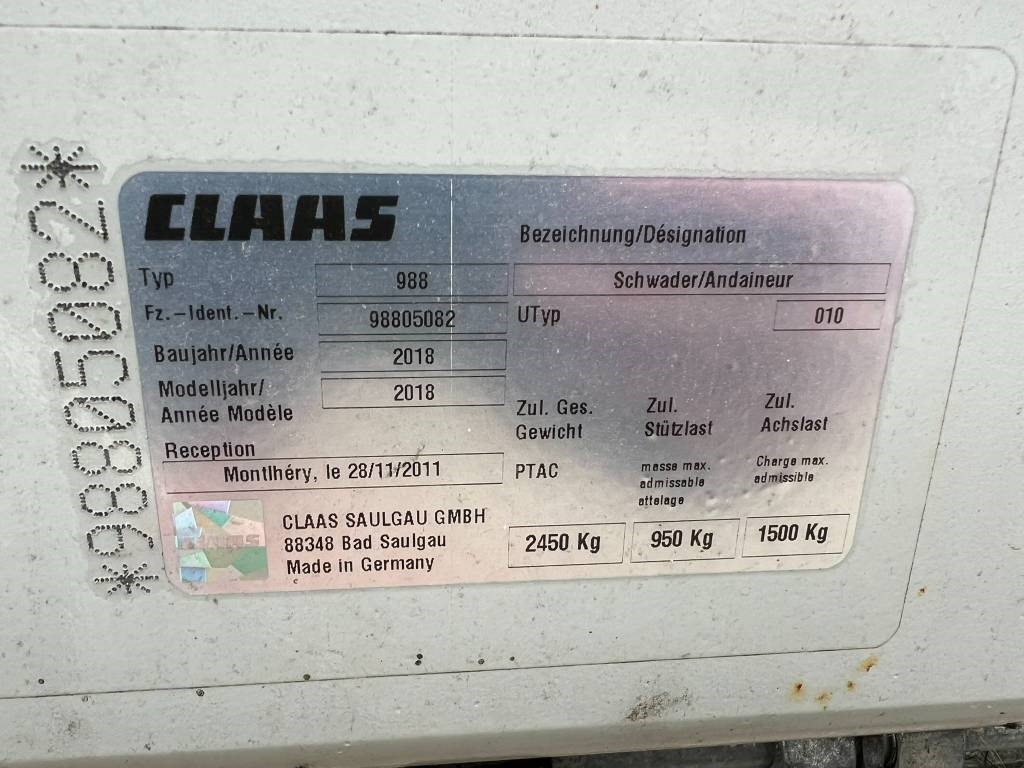 *98805082*
CLAAS
Bezeichnung/Désignation
Typ 988 Schwader/Andaineur
Fz.-Ident.-Nr. 98805082 UTyp 010
Baujahr/Année 2018
Modelljahr/
Année Modèle 2018
Zul. Ges. Gewicht
Zul. Stützlast
Zul. Achslast
Reception
Montlhéry, le 28/11/2011
PTAC
masse max.
admissable
attelage
Charge max.
admissible
CLAAS
CLAAS SAULGAU GMBH
88348 Bad Saulgau
Made in Germany
2450 Kg 950 Kg 1500 Kg